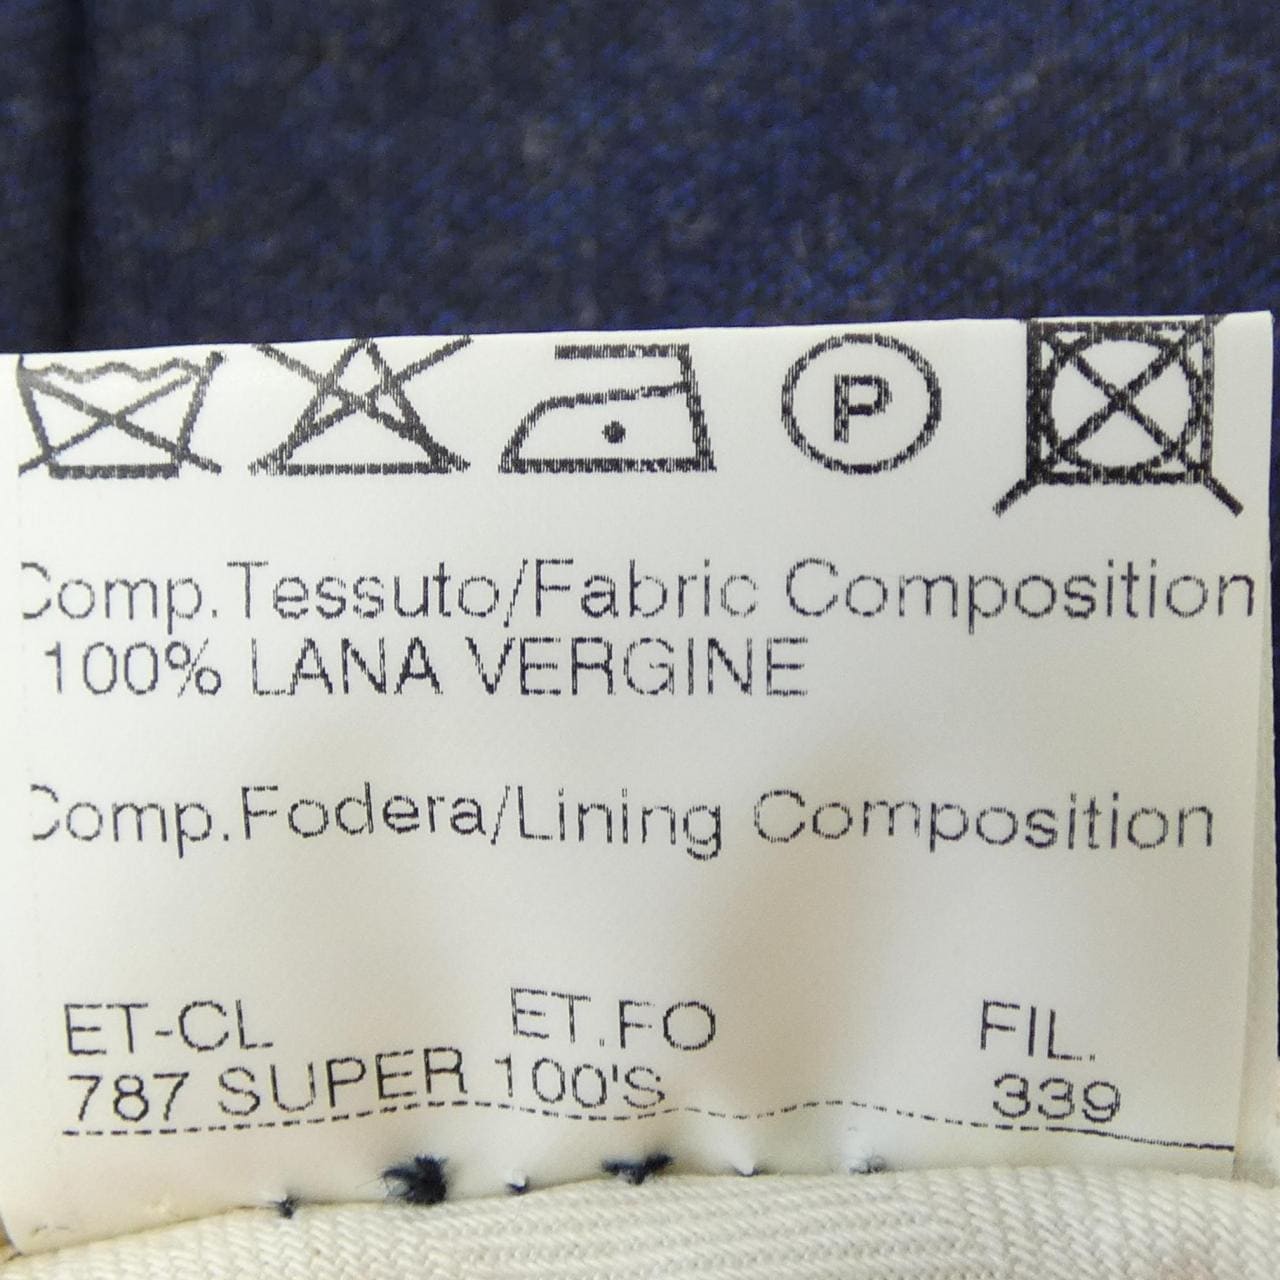 P
Comp.Tessuto/Fabric Composition
100% LANA VERGINE
Comp.Fodera/Lining Composition
ET-CL ET.FO FIL.
787 SUPER 100'S 339